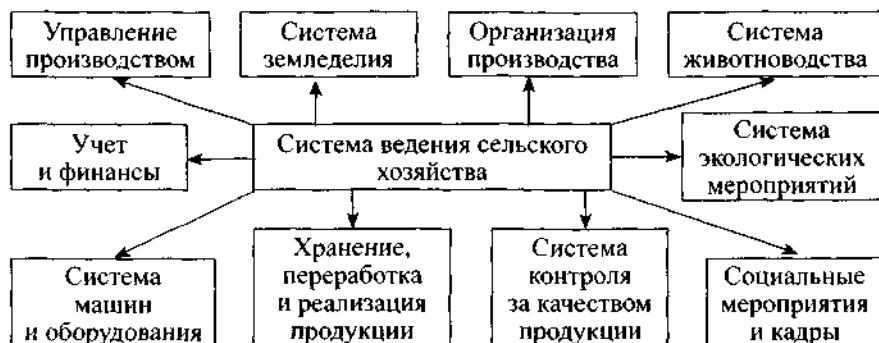 Управление
производством
Система
земледелия
Организация
производства
Система
животноводства
Учет
и финансы
Система ведения сельского
хозяйства
Система
экологических
мероприятий
Система
машин
и оборудования
Хранение,
переработка
и реализация
продукции
Система
контроля
за качеством
продукции
Социальные
мероприятия
и кадры